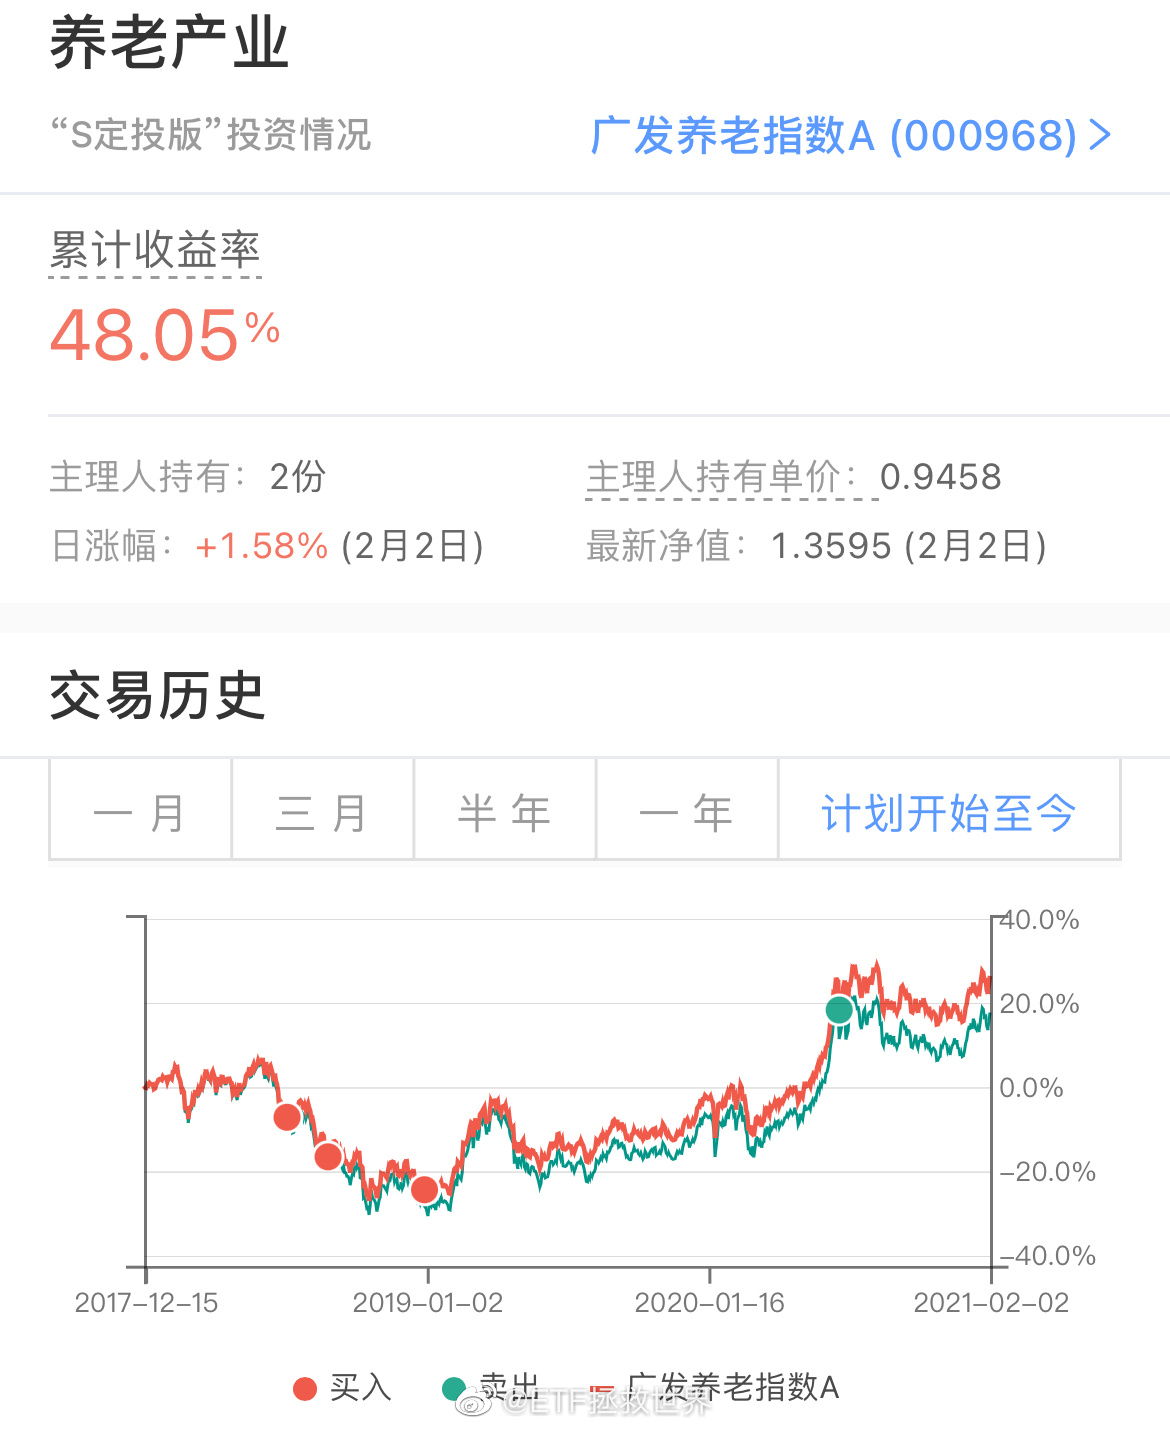 养老产业
“S定投版”投资情况
广发养老指数A (000968) >
累计收益率
48.05%
主理人持有： 2份
主理人持有单价： 0.9458
日涨幅： +1.58% (2月2日)
最新净值： 1.3595 (2月2日)
交易历史
一月 三月 半年 一年 计划开始至今
40.0%
20.0%
0.0%
-20.0%
-40.0%
2017-12-15 2019-01-02 2020-01-16 2021-02-02
买入 卖出 广发养老指数A
@ETF拯救世界